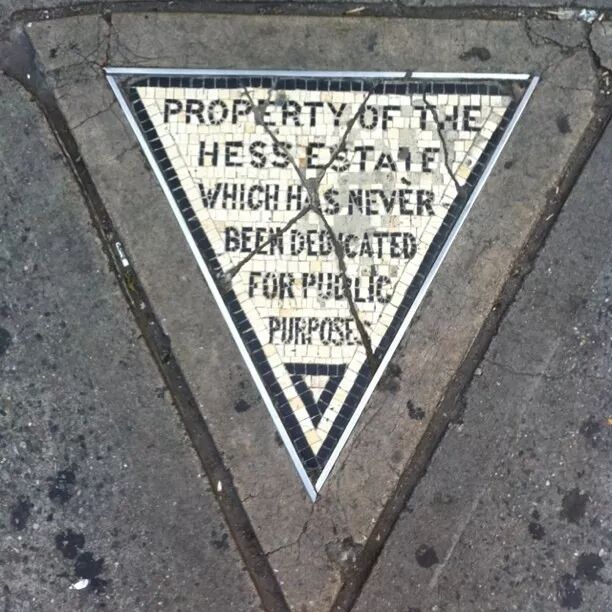 PROPERTY OF THE
HESS ESTATE
WHICH HAS NEVER
BEEN DEDICATED
FOR PUBLIC
PURPOSES